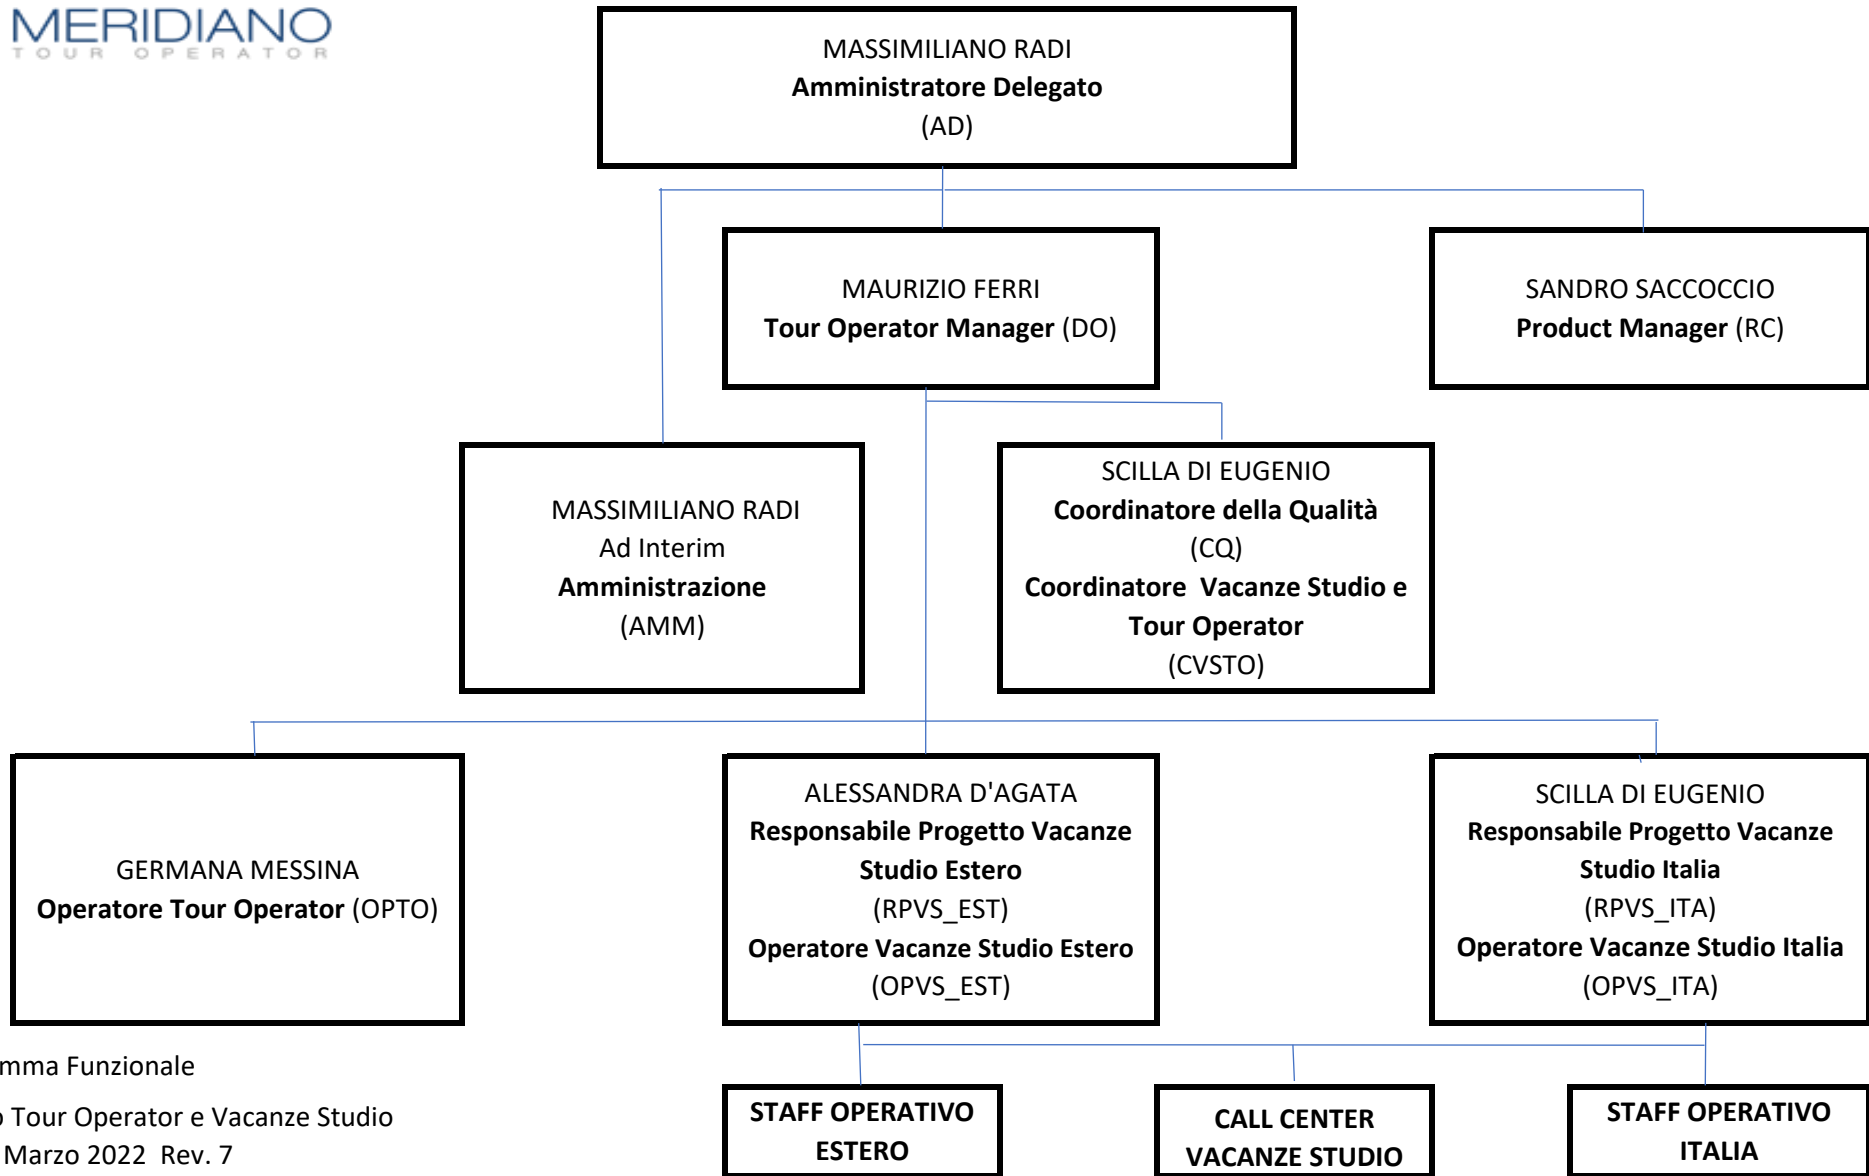 MERIDIANO
TOUR OPERATOR
MASSIMILIANO RADI
Amministratore Delegato
(AD)
MAURIZIO FERRI
Tour Operator Manager (DO)
SANDRO SACCOCCIO
Product Manager (RC)
MASSIMILIANO RADI
Ad Interim
Amministrazione
(AMM)
SCILLA DI EUGENIO
Coordinatore della Qualità
(CQ)
Coordinatore  Vacanze Studio e
Tour Operator
(CVSTO)
GERMANA MESSINA
Operatore Tour Operator (OPTO)
ALESSANDRA D'AGATA
Responsabile Progetto Vacanze
Studio Estero
(RPVS_EST)
Operatore Vacanze Studio Estero
(OPVS_EST)
SCILLA DI EUGENIO
Responsabile Progetto Vacanze
Studio Italia
(RPVS_ITA)
Operatore Vacanze Studio Italia
(OPVS_ITA)
mma Funzionale
o Tour Operator e Vacanze Studio
Marzo 2022  Rev. 7
STAFF OPERATIVO
ESTERO
CALL CENTER
VACANZE STUDIO
STAFF OPERATIVO
ITALIA